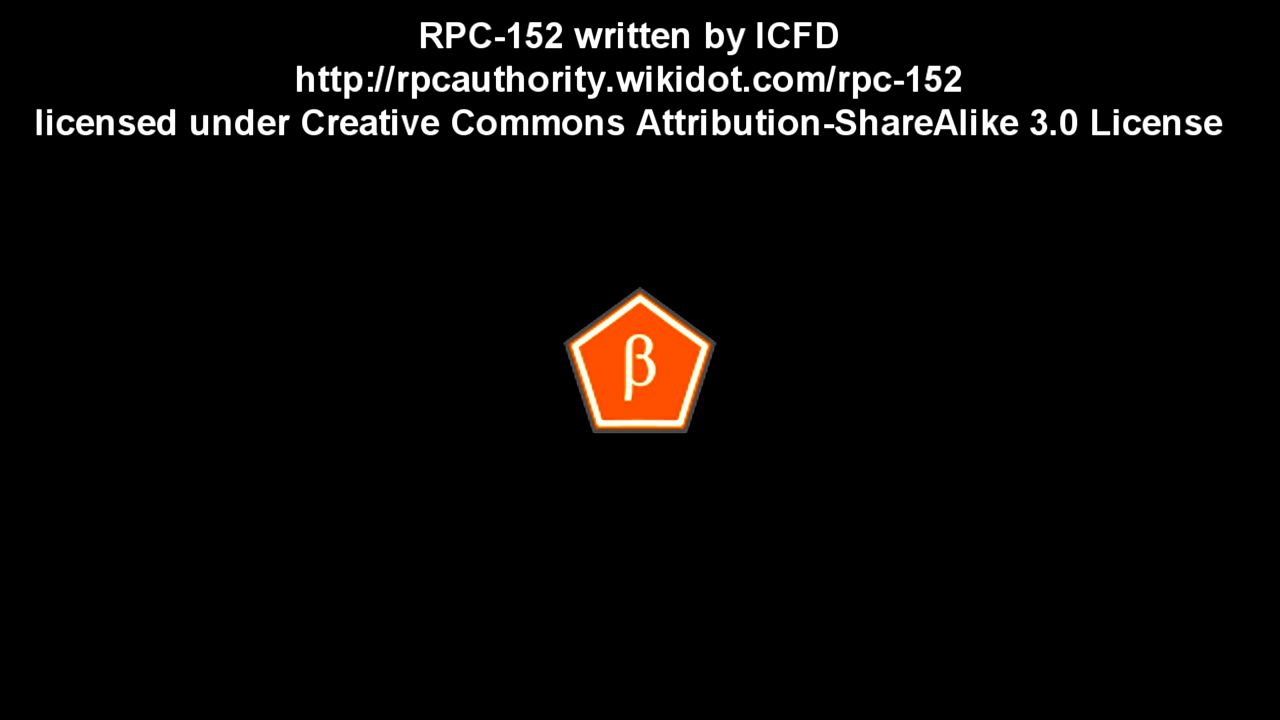 RPC-152 written by ICFD
http://rpcauthority.wikidot.com/rpc-152
licensed under Creative Commons Attribution-ShareAlike 3.0 License
β